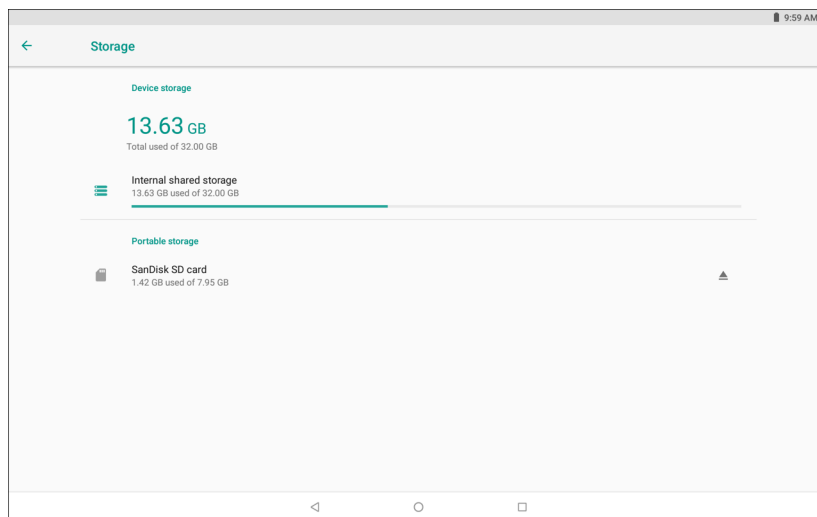 9:59 AM
Storage
Device storage
13.63 GB
Total used of 32.00 GB
Internal shared storage
13.63 GB used of 32.00 GB
Portable storage
SanDisk SD card
1.42 GB used of 7.95 GB